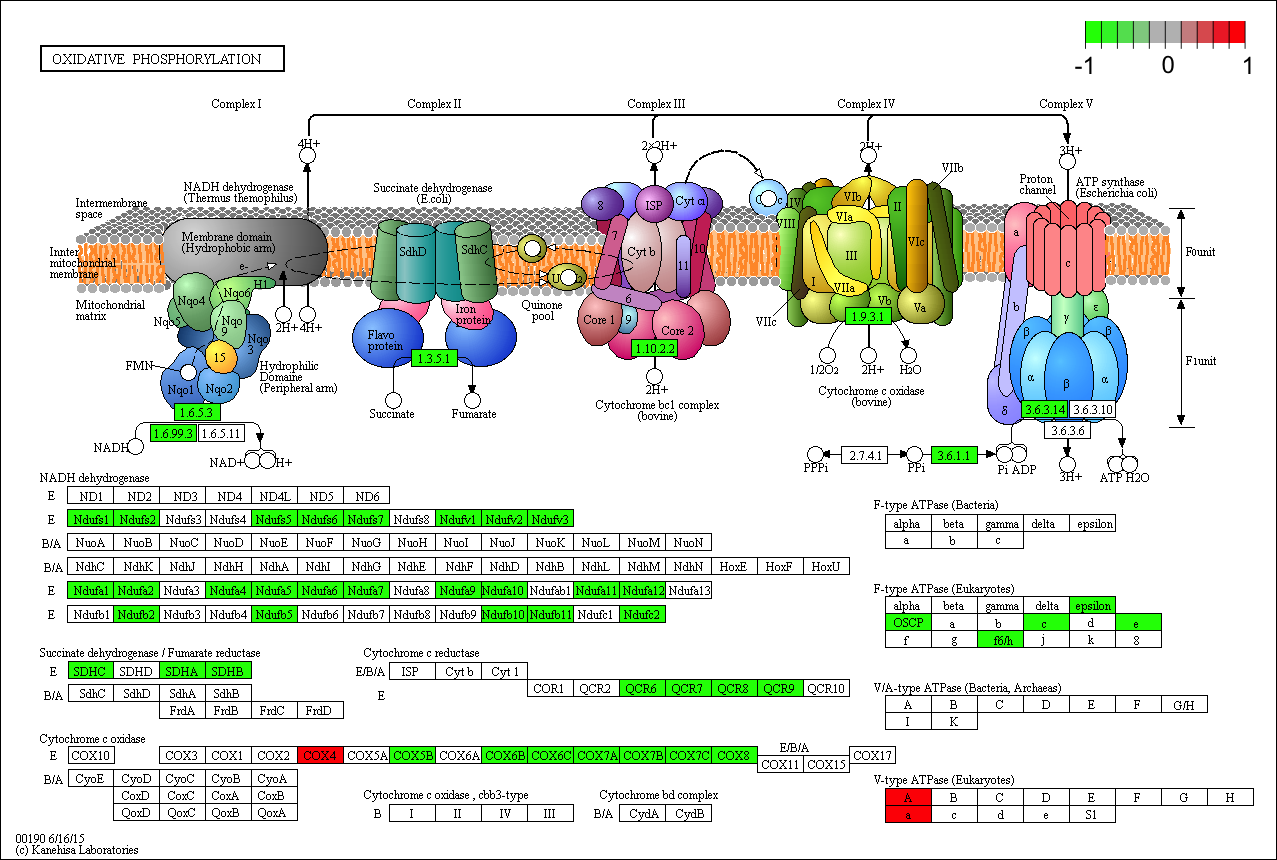 -1 0 1
OXIDATIVE PHOSPHORYLATION
Complex I Complex II Complex III Complex IV Complex V
4H+ 2×2H+ 2H+ 3H+
NADH dehydrogenase
(Thermus themophilus)
Succinate dehydrogenase
(E.coli)
Proton
channel
ATP synthase
(Escherichia coli)
Intermembrane
space
Innter
mitochondrial
membrane
Mitochondrial
matrix
Membrane domain
(Hydrophobic arm)
e-
H1
Nqo4 Nqo6
Nqo5
Nqo
9
Nqo
3
15
FMN
Nqo1 Nqo2
2H+ 4H+
Hydrophilic
Domaine
(Peripheral arm)
1.6.5.3
1.6.99.3 1.6.5.11
NADH
NAD+ H+
SdhD SdhC
Flavo
protein
Iron
protein
1.3.5.1
Succinate Fumarate
Quinone
pool
8 ISP Cyt c1
7 Cyt b 10
11
6
Core 1 9 Core 2
1.10.2.2
2H+
Cytochrome bc1 complex
(bovine)
VIIb
IV VIb II
VIII VIa VIc
III
I VIIa
VIIc Vb Va
1.9.3.1
1/2O2 2H+ H2O
Cytochrome c oxidase
(bovine)
a c
b
γ ε
β β
α β α
δ
F0unit
F1unit
3.6.3.14 3.6.3.10
3.6.3.6
PPPi 2.7.4.1 PPi 3.6.1.1 Pi ADP
3H+ ATP H2O
NADH dehydrogenase
E ND1 ND2 ND3 ND4 ND4L ND5 ND6
E Ndufs1 Ndufs2 Ndufs3 Ndufs4 Ndufs5 Ndufs6 Ndufs7 Ndufs8 Ndufv1 Ndufv2 Ndufv3
B/A NuoA NuoB NuoC NuoD NuoE NuoF NuoG NuoH NuoI NuoJ NuoK NuoL NuoM NuoN
B/A NdhC NdhK NdhJ NdhH NdhA NdhI NdhG NdhE NdhF NdhD NdhB NdhL NdhM NdhN HoxE HoxF HoxU
E Ndufa1 Ndufa2 Ndufa3 Ndufa4 Ndufa5 Ndufa6 Ndufa7 Ndufa8 Ndufa9 Ndufa10 Ndufab1 Ndufa11 Ndufa12 Ndufa13
E Ndufb1 Ndufb2 Ndufb3 Ndufb4 Ndufb5 Ndufb6 Ndufb7 Ndufb8 Ndufb9 Ndufb10 Ndufb11 Ndufc1 Ndufc2
Succinate dehydrogenase / Fumarate reductase
E SDHC SDHD SDHA SDHB
B/A SdhC SdhD SdhA SdhB
FrdA FrdB FrdC FrdD
Cytochrome c reductase
E/B/A ISP Cyt b Cyt 1
E COR1 QCR2 QCR6 QCR7 QCR8 QCR9 QCR10
Cytochrome c oxidase
E COX10 COX3 COX1 COX2 COX4 COX5A COX5B COX6A COX6B COX6C COX7A COX7B COX7C COX8
E/B/A
COX11 COX15 COX17
B/A CyoE CyoD CyoC CyoB CyoA
CoxD CoxC CoxA CoxB
QoxD QoxC QoxB QoxA
Cytochrome c oxidase , cbb3-type
B I II IV III
Cytochrome bd complex
B/A CydA CydB
F-type ATPase (Bacteria)
alpha beta gamma delta epsilon
a b c
F-type ATPase (Eukaryotes)
alpha beta gamma delta epsilon
OSCP a b c d e
f g f6/h j k 8
V/A-type ATPase (Bacteria, Archaeas)
A B C D E F G/H
I K
V-type ATPase (Eukaryotes)
A B C D E F G H
a c d e S1
00190 6/16/15
(c) Kanehisa Laboratories